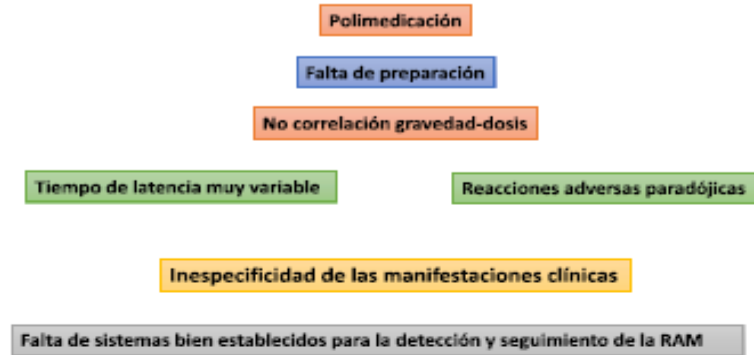 Polimedicación
Falta de preparación
No correlación gravedad-dosis
Tiempo de latencia muy variable
Reacciones adversas paradójicas
Inespecificidad de las manifestaciones clínicas
Falta de sistemas bien establecidos para la detección y seguimiento de la RAM